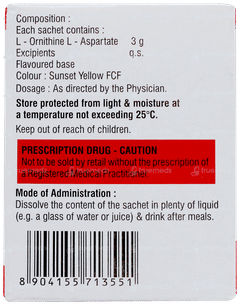 Composition :
Each sachet contains :
L - Ornithine L - Aspartate 3 g
Excipients q.s.
Flavoured base
Colour : Sunset Yellow FCF
Dosage : As directed by the Physician.
Store protected from light & moisture at
a temperature not exceeding 25°C.
Keep out of reach of children.
PRESCRIPTION DRUG - CAUTION
Not to be sold by retail without the prescription of
a Registered Medical Practitioner.
Mode of Administration :
Dissolve the content of the sachet in plenty of liquid
(e.g. a glass of water or juice) & drink after meals.
8 904155 713551